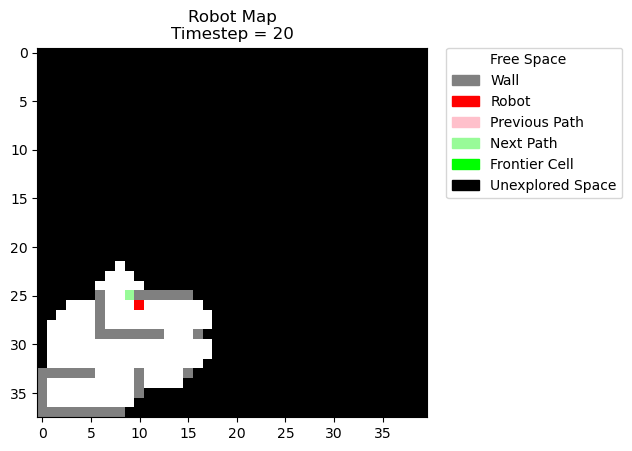 Robot Map
Timestep = 20
0
5
10
15
20
25
30
35
0
5
10
15
20
25
30
35
Free Space
Wall
Robot
Previous Path
Next Path
Frontier Cell
Unexplored Space